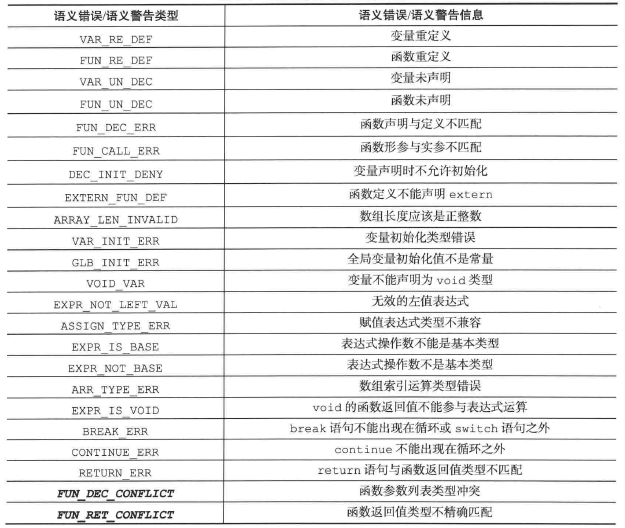 语义错误/语义警告类型 语义错误/语义警告信息
VAR_RE_DEF 变量重定义
FUN_RE_DEF 函数重定义
VAR_UN_DEC 变量未声明
FUN_UN_DEC 函数未声明
FUN_DEC_ERR 函数声明与定义不匹配
FUN_CALL_ERR 函数形参与实参不匹配
DEC_INIT_DENY 变量声明时不允许初始化
EXTERN_FUN_DEF 函数定义不能声明 extern
ARRAY_LEN_INVALID 数组长度应该是正整数
VAR_INIT_ERR 变量初始化类型错误
GLB_INIT_ERR 全局变量初始化值不是常量
VOID_VAR 变量不能声明为 void 类型
EXPR_NOT_LEFT_VAL 无效的左值表达式
ASSIGN_TYPE_ERR 赋值表达式类型不兼容
EXPR_IS_BASE 表达式操作数不能是基本类型
EXPR_NOT_BASE 表达式操作数不是基本类型
ARR_TYPE_ERR 数组索引运算类型错误
EXPR_IS_VOID void 的函数返回值不能参与表达式运算
BREAK_ERR break 语句不能出现在循环或 switch 语句之外
CONTINUE_ERR continue 不能出现在循环之外
RETURN_ERR return 语句与函数返回值类型不匹配
FUN_DEC_CONFLICT 函数参数列表类型冲突
FUN_RET_CONFLICT 函数返回值类型不精确匹配